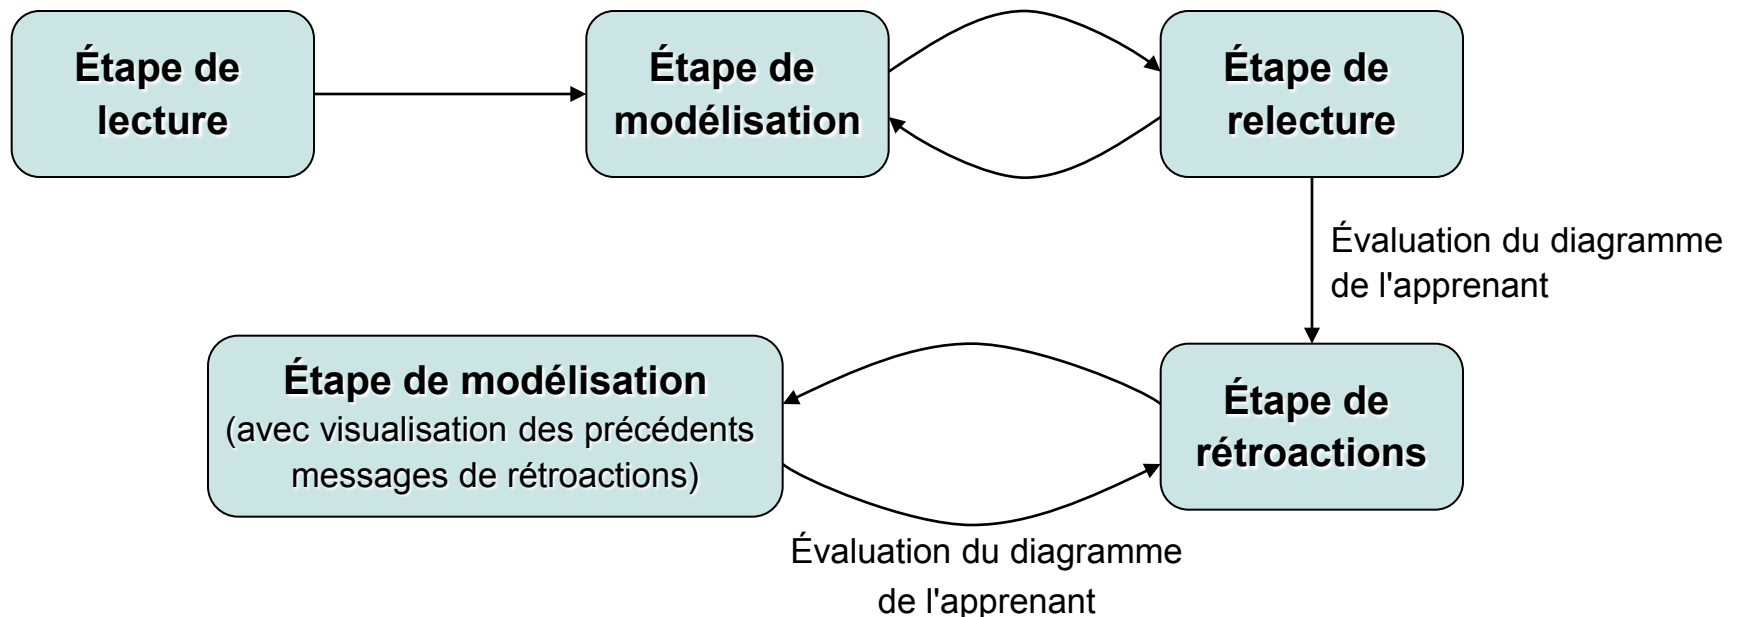 Étape de
lecture
Étape de
modélisation
Étape de
relecture
Évaluation du diagramme
de l'apprenant
Étape de modélisation
(avec visualisation des précédents
messages de rétroactions)
Étape de
rétroactions
Évaluation du diagramme
de l'apprenant